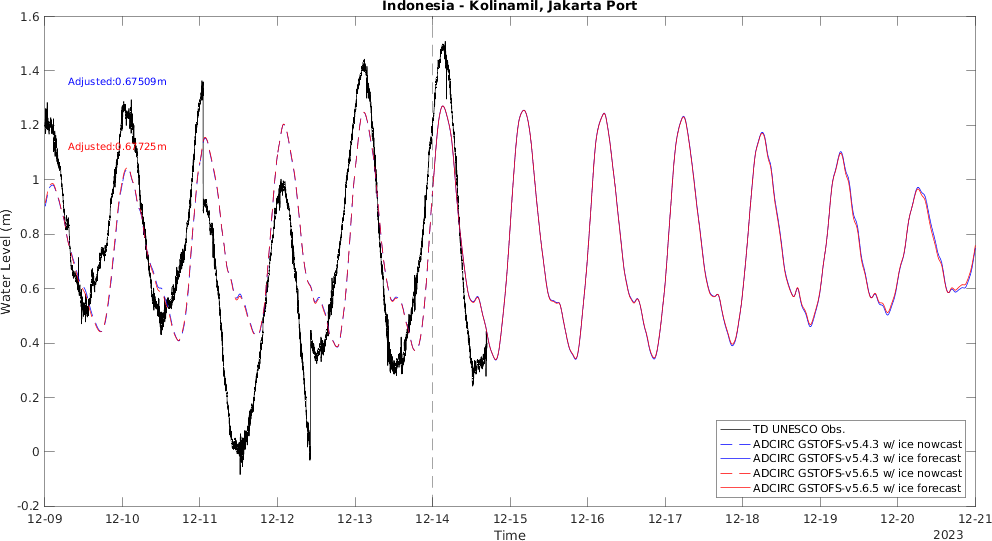 Indonesia - Kolinamil, Jakarta Port
1.6
1.4
1.2
1
0.8
0.6
0.4
0.2
0
-0.2
Water Level (m)
Adjusted:0.67509m
Adjusted:0.67725m
TD UNESCO Obs.
ADCIRC GSTOFS-v5.4.3 w/ ice nowcast
ADCIRC GSTOFS-v5.4.3 w/ ice forecast
ADCIRC GSTOFS-v5.6.5 w/ ice nowcast
ADCIRC GSTOFS-v5.6.5 w/ ice forecast
12-09 12-10 12-11 12-12 12-13 12-14 12-15 12-16 12-17 12-18 12-19 12-20 12-21
Time
2023